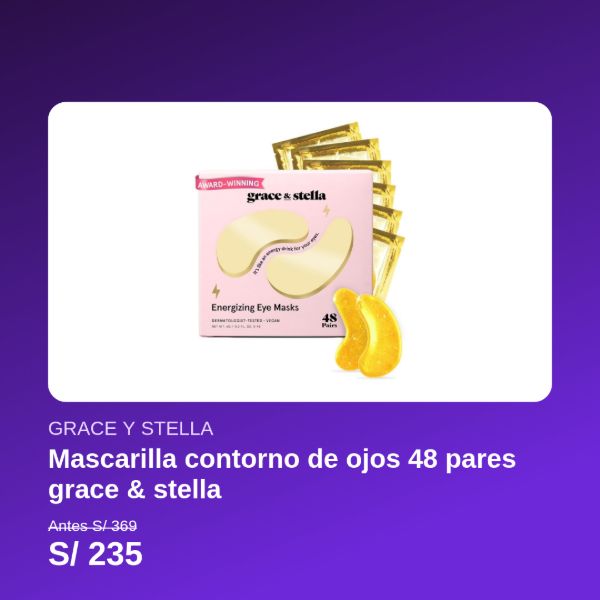 AWARD-WINNING
grace & stella
it's like an energy drink for your eyes.
Energizing Eye Masks
DERMATOLOGIST-TESTED • VEGAN
48
Pairs
GRACE Y STELLA
Mascarilla contorno de ojos 48 pares
grace & stella
Antes S/ 369
S/ 235